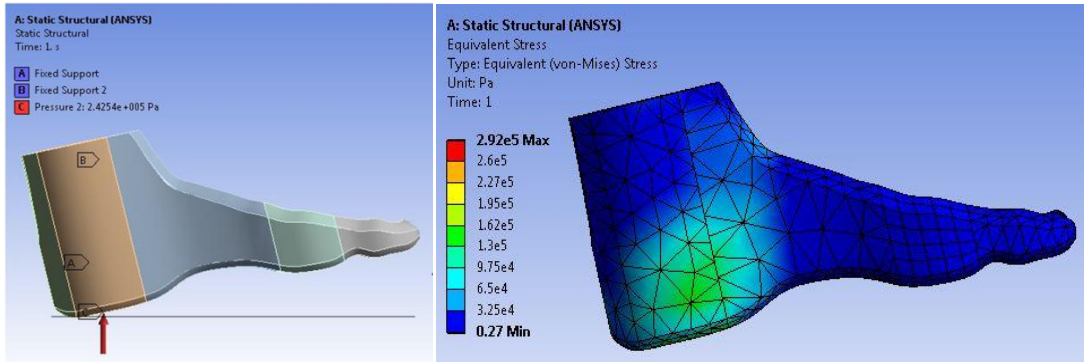 A: Static Structural (ANSYS)
Static Structural
Time: 1. s
A Fixed Support
B Fixed Support 2
C Pressure 2: 2.4254e+005 Pa
B
A
C
A: Static Structural (ANSYS)
Equivalent Stress
Type: Equivalent (von-Mises) Stress
Unit: Pa
Time: 1
2.92e5 Max
2.6e5
2.27e5
1.95e5
1.62e5
1.3e5
9.75e4
6.5e4
3.25e4
0.27 Min